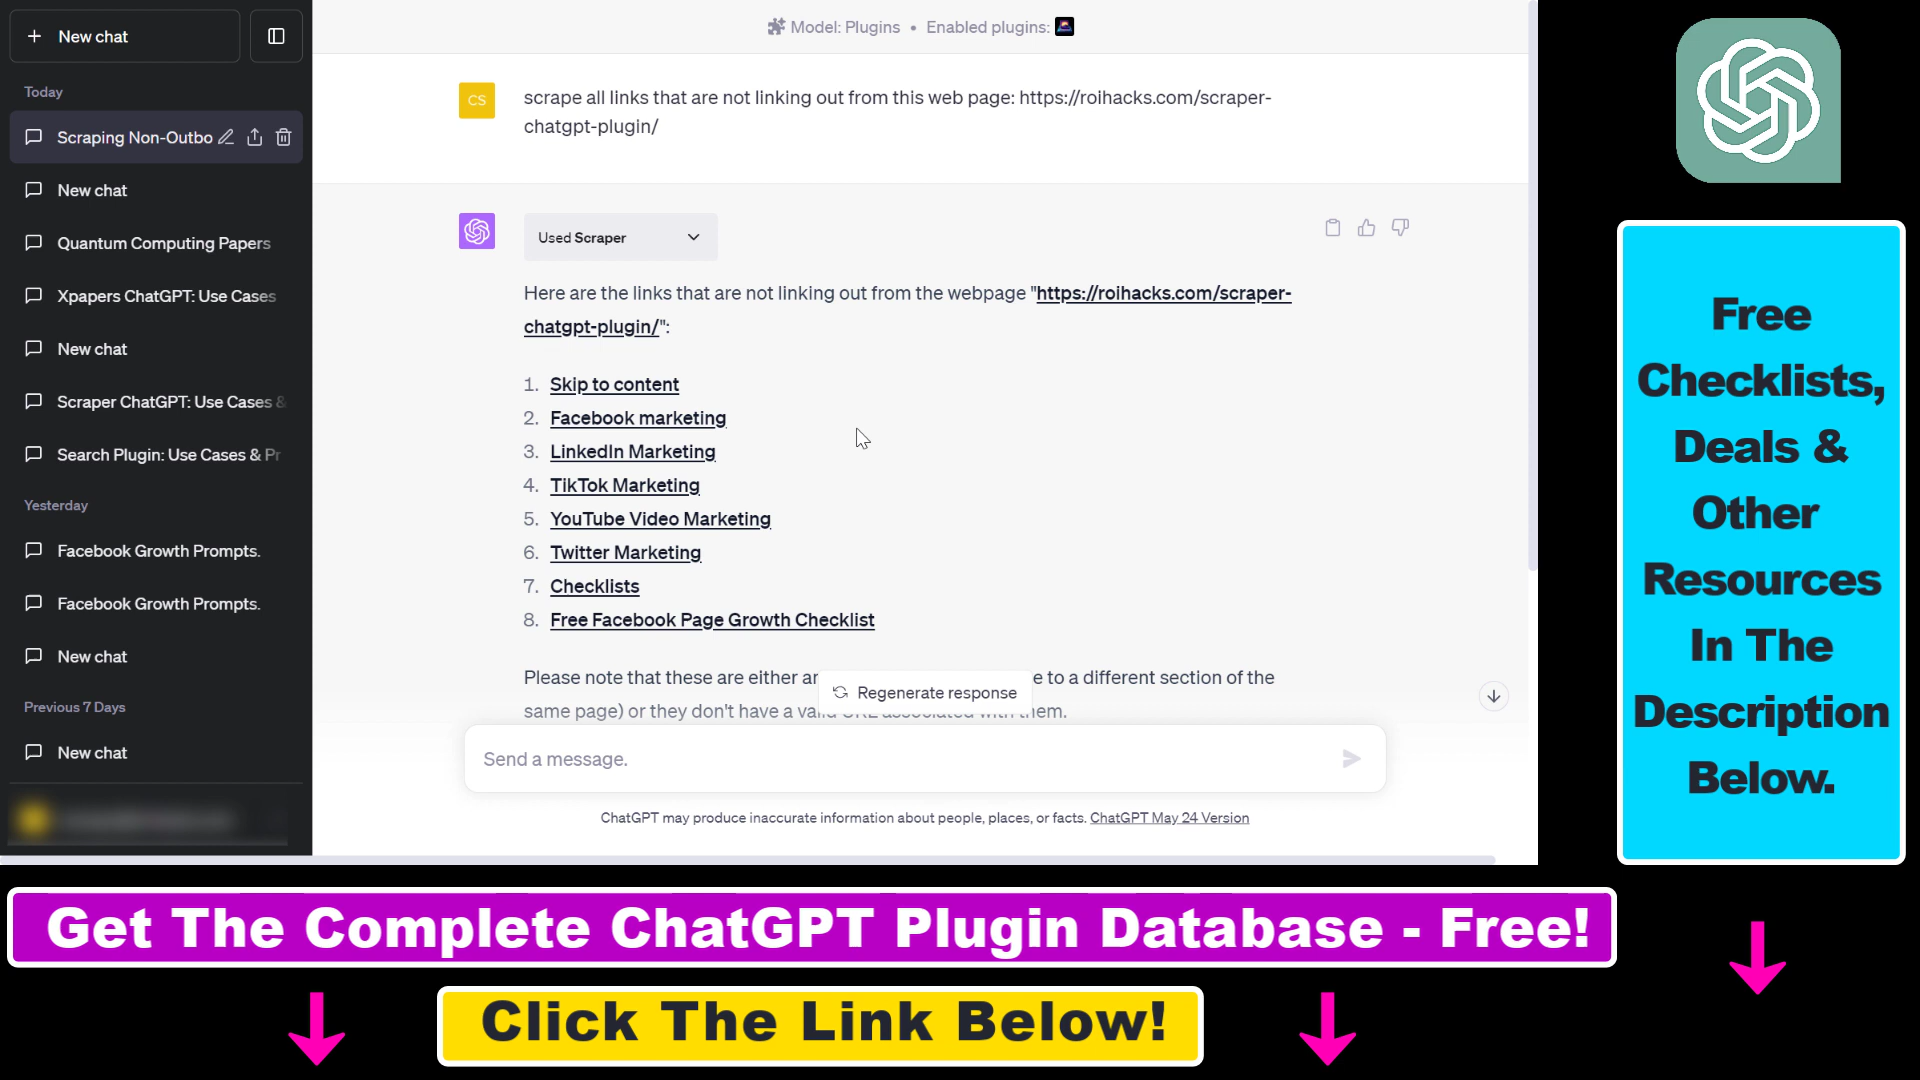 New chat
Today
Scraping Non-Outbo
New chat
Quantum Computing Papers
Xpapers ChatGPT: Use Cases
New chat
Scraper ChatGPT: Use Cases &
Search Plugin: Use Cases & Pr
Yesterday
Facebook Growth Prompts.
Facebook Growth Prompts.
New chat
Previous 7 Days
New chat
Model: Plugins • Enabled plugins:
CS
scrape all links that are not linking out from this web page: https://roihacks.com/scraper-
chatgpt-plugin/
Used Scraper
Here are the links that are not linking out from the webpage "https://roihacks.com/scraper-
chatgpt-plugin/":
1. Skip to content
2. Facebook marketing
3. LinkedIn Marketing
4. TikTok Marketing
5. YouTube Video Marketing
6. Twitter Marketing
7. Checklists
8. Free Facebook Page Growth Checklist
Please note that these are either to a different section of the
same page) or they don't have a valid URL associated with them.
Regenerate response
Send a message.
ChatGPT may produce inaccurate information about people, places, or facts. ChatGPT May 24 Version
Free
Checklists,
Deals &
Other
Resources
In The
Description
Below.
Get The Complete ChatGPT Plugin Database - Free!
Click The Link Below!